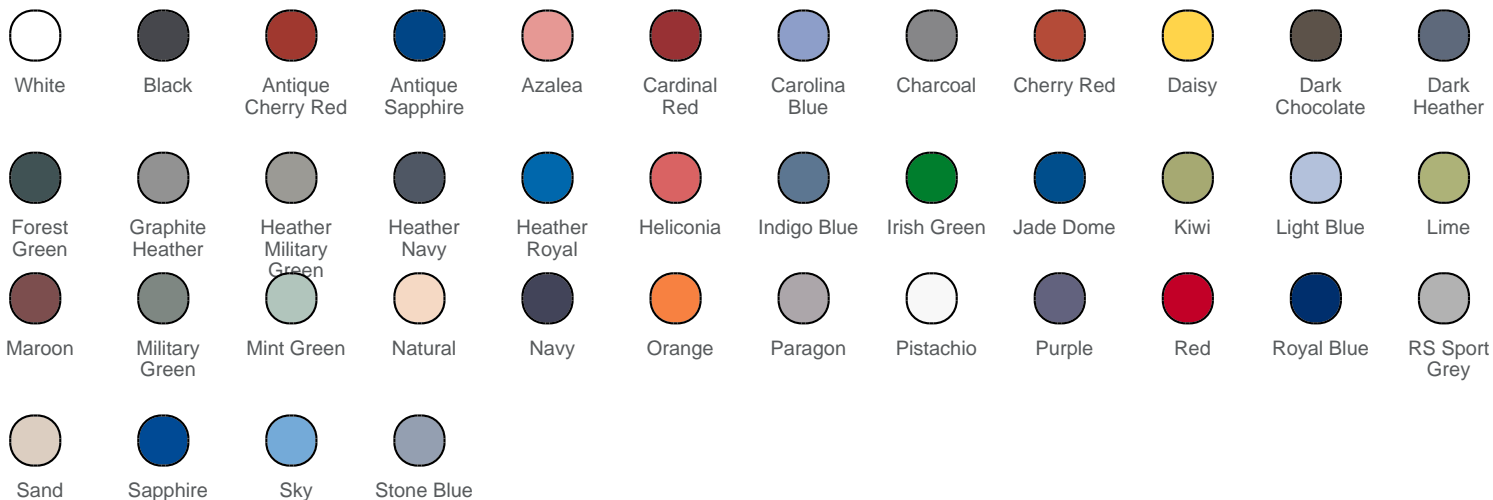 White
Black
Antique
Cherry Red
Antique
Sapphire
Azalea
Cardinal
Red
Carolina
Blue
Charcoal
Cherry Red
Daisy
Dark
Chocolate
Dark
Heather
Forest
Green
Graphite
Heather
Heather
Military
Green
Heather
Navy
Heather
Royal
Heliconia
Indigo Blue
Irish Green
Jade Dome
Kiwi
Light Blue
Lime
Maroon
Military
Green
Mint Green
Natural
Navy
Orange
Paragon
Pistachio
Purple
Red
Royal Blue
RS Sport
Grey
Sand
Sapphire
Sky
Stone Blue